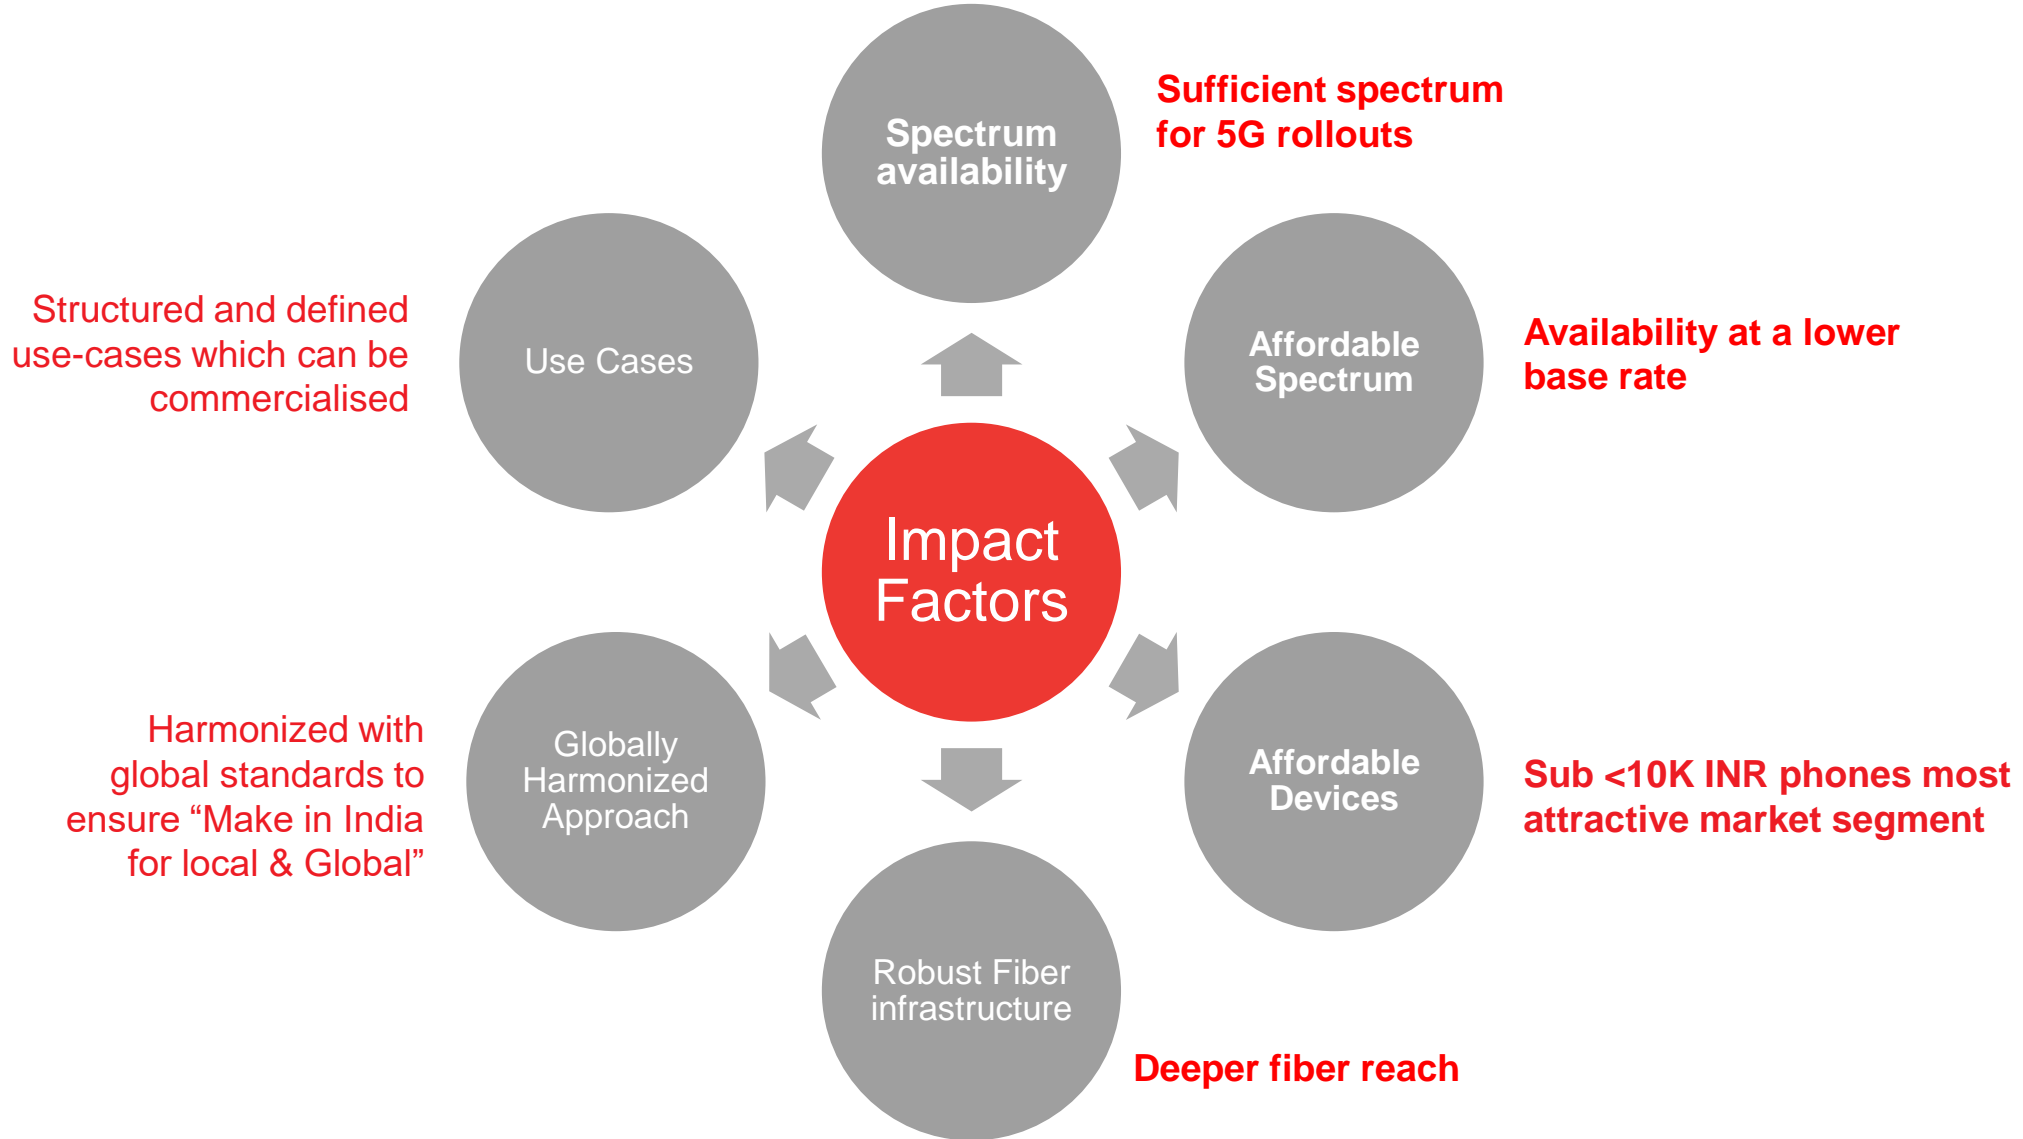 Spectrum
availability
Sufficient spectrum
for 5G rollouts
Affordable
Spectrum
Availability at a lower
base rate
Affordable
Devices
Sub <10K INR phones most
attractive market segment
Robust Fiber
infrastructure
Deeper fiber reach
Globally
Harmonized
Approach
Harmonized with
global standards to
ensure “Make in India
for local & Global”
Use Cases
Structured and defined
use-cases which can be
commercialised
Impact
Factors